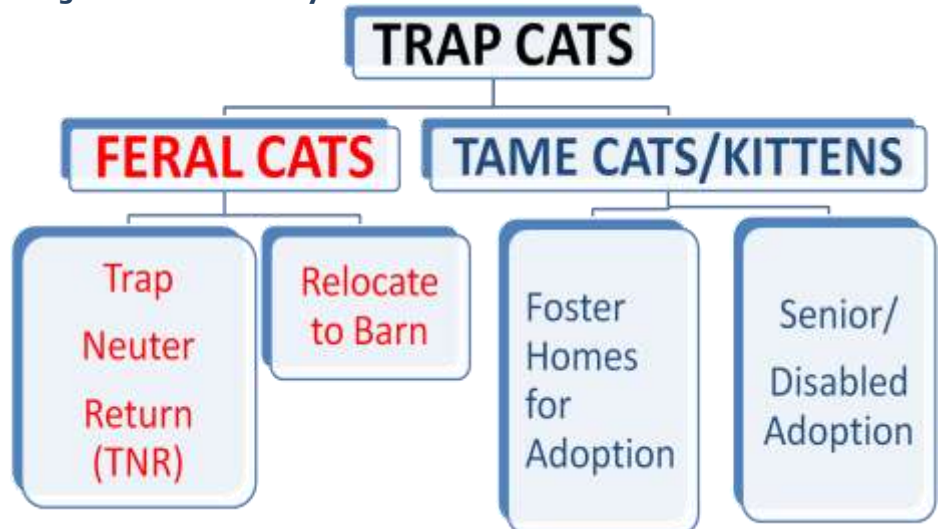 TRAP CATS
FERAL CATS
TAME CATS/KITTENS
Trap
Neuter
Return
(TNR)
Relocate
to Barn
Foster
Homes
for
Adoption
Senior/
Disabled
Adoption